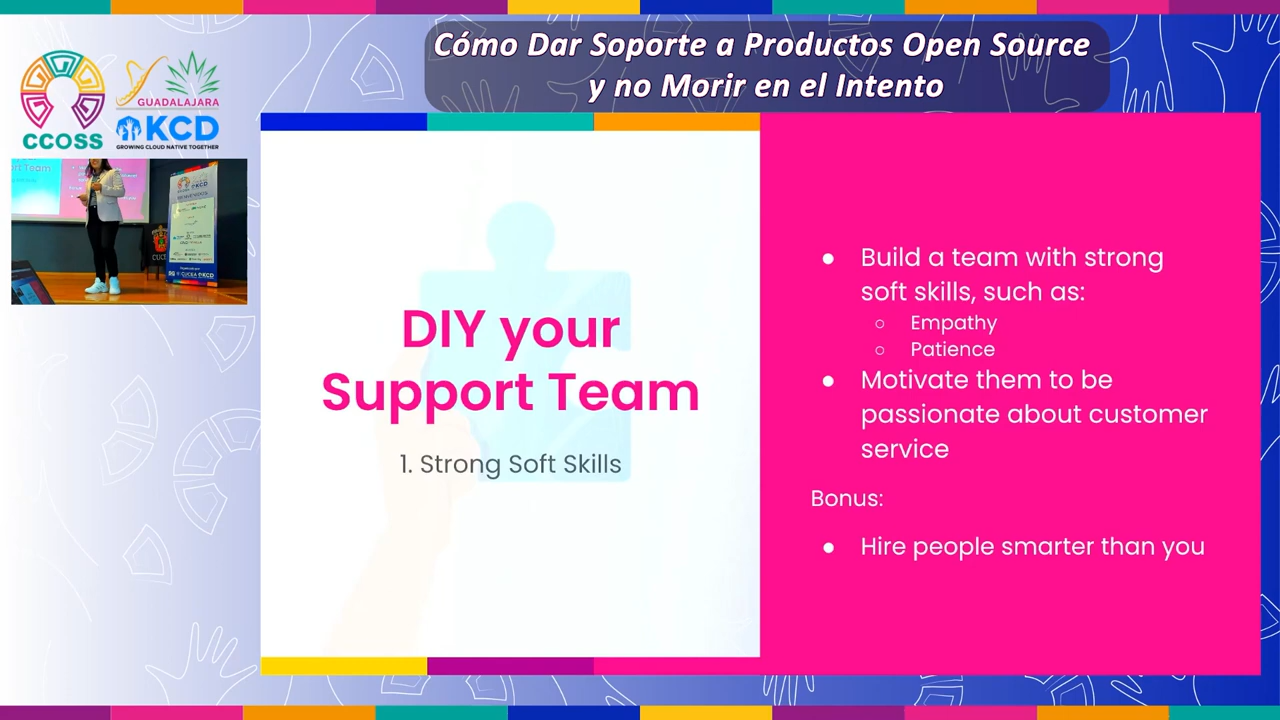 Cómo Dar Soporte a Productos Open Source
y no Morir en el Intento
CCOSS
GUADALAJARA
KCD
GROWING CLOUD NATIVE TOGETHER
DIY your
Support Team
1. Strong Soft Skills
● Build a team with strong
soft skills, such as:
○ Empathy
○ Patience
● Motivate them to be
passionate about customer
service
Bonus:
● Hire people smarter than you